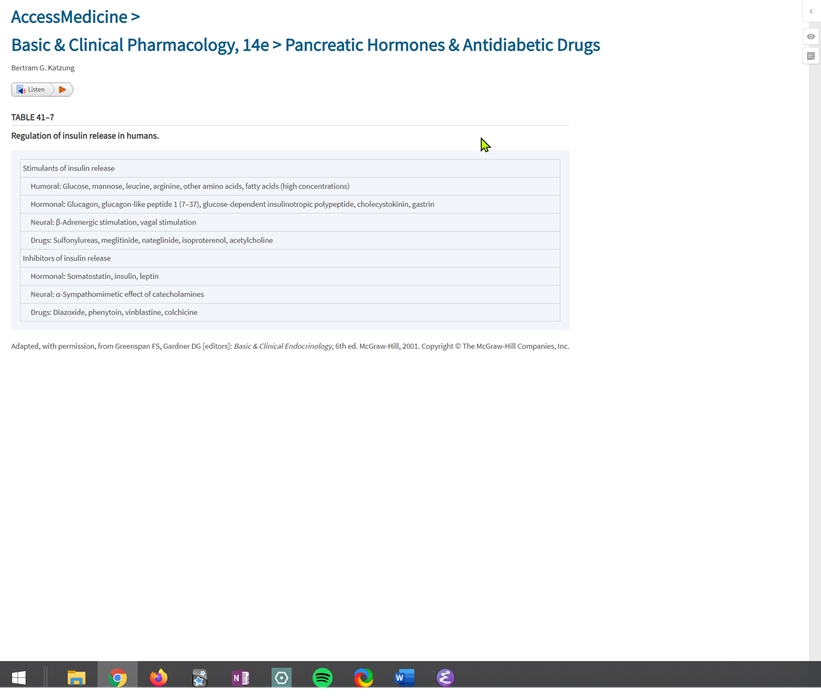 AccessMedicine >
Basic & Clinical Pharmacology, 14e > Pancreatic Hormones & Antidiabetic Drugs
Bertram G. Katzung
Listen
TABLE 41–7
Regulation of insulin release in humans.
Stimulants of insulin release
Humoral: Glucose, mannose, leucine, arginine, other amino acids, fatty acids (high concentrations)
Hormonal: Glucagon, glucagon-like peptide 1 (7–37), glucose-dependent insulinotropic polypeptide, cholecystokinin, gastrin
Neural: β-Adrenergic stimulation, vagal stimulation
Drugs: Sulfonylureas, meglitinide, nateglinide, isoproterenol, acetylcholine
Inhibitors of insulin release
Hormonal: Somatostatin, insulin, leptin
Neural: α-Sympathomimetic effect of catecholamines
Drugs: Diazoxide, phenytoin, vinblastine, colchicine
Adapted, with permission, from Greenspan FS, Gardner DG [editors]: Basic & Clinical Endocrinology, 6th ed. McGraw-Hill, 2001. Copyright © The McGraw-Hill Companies, Inc.